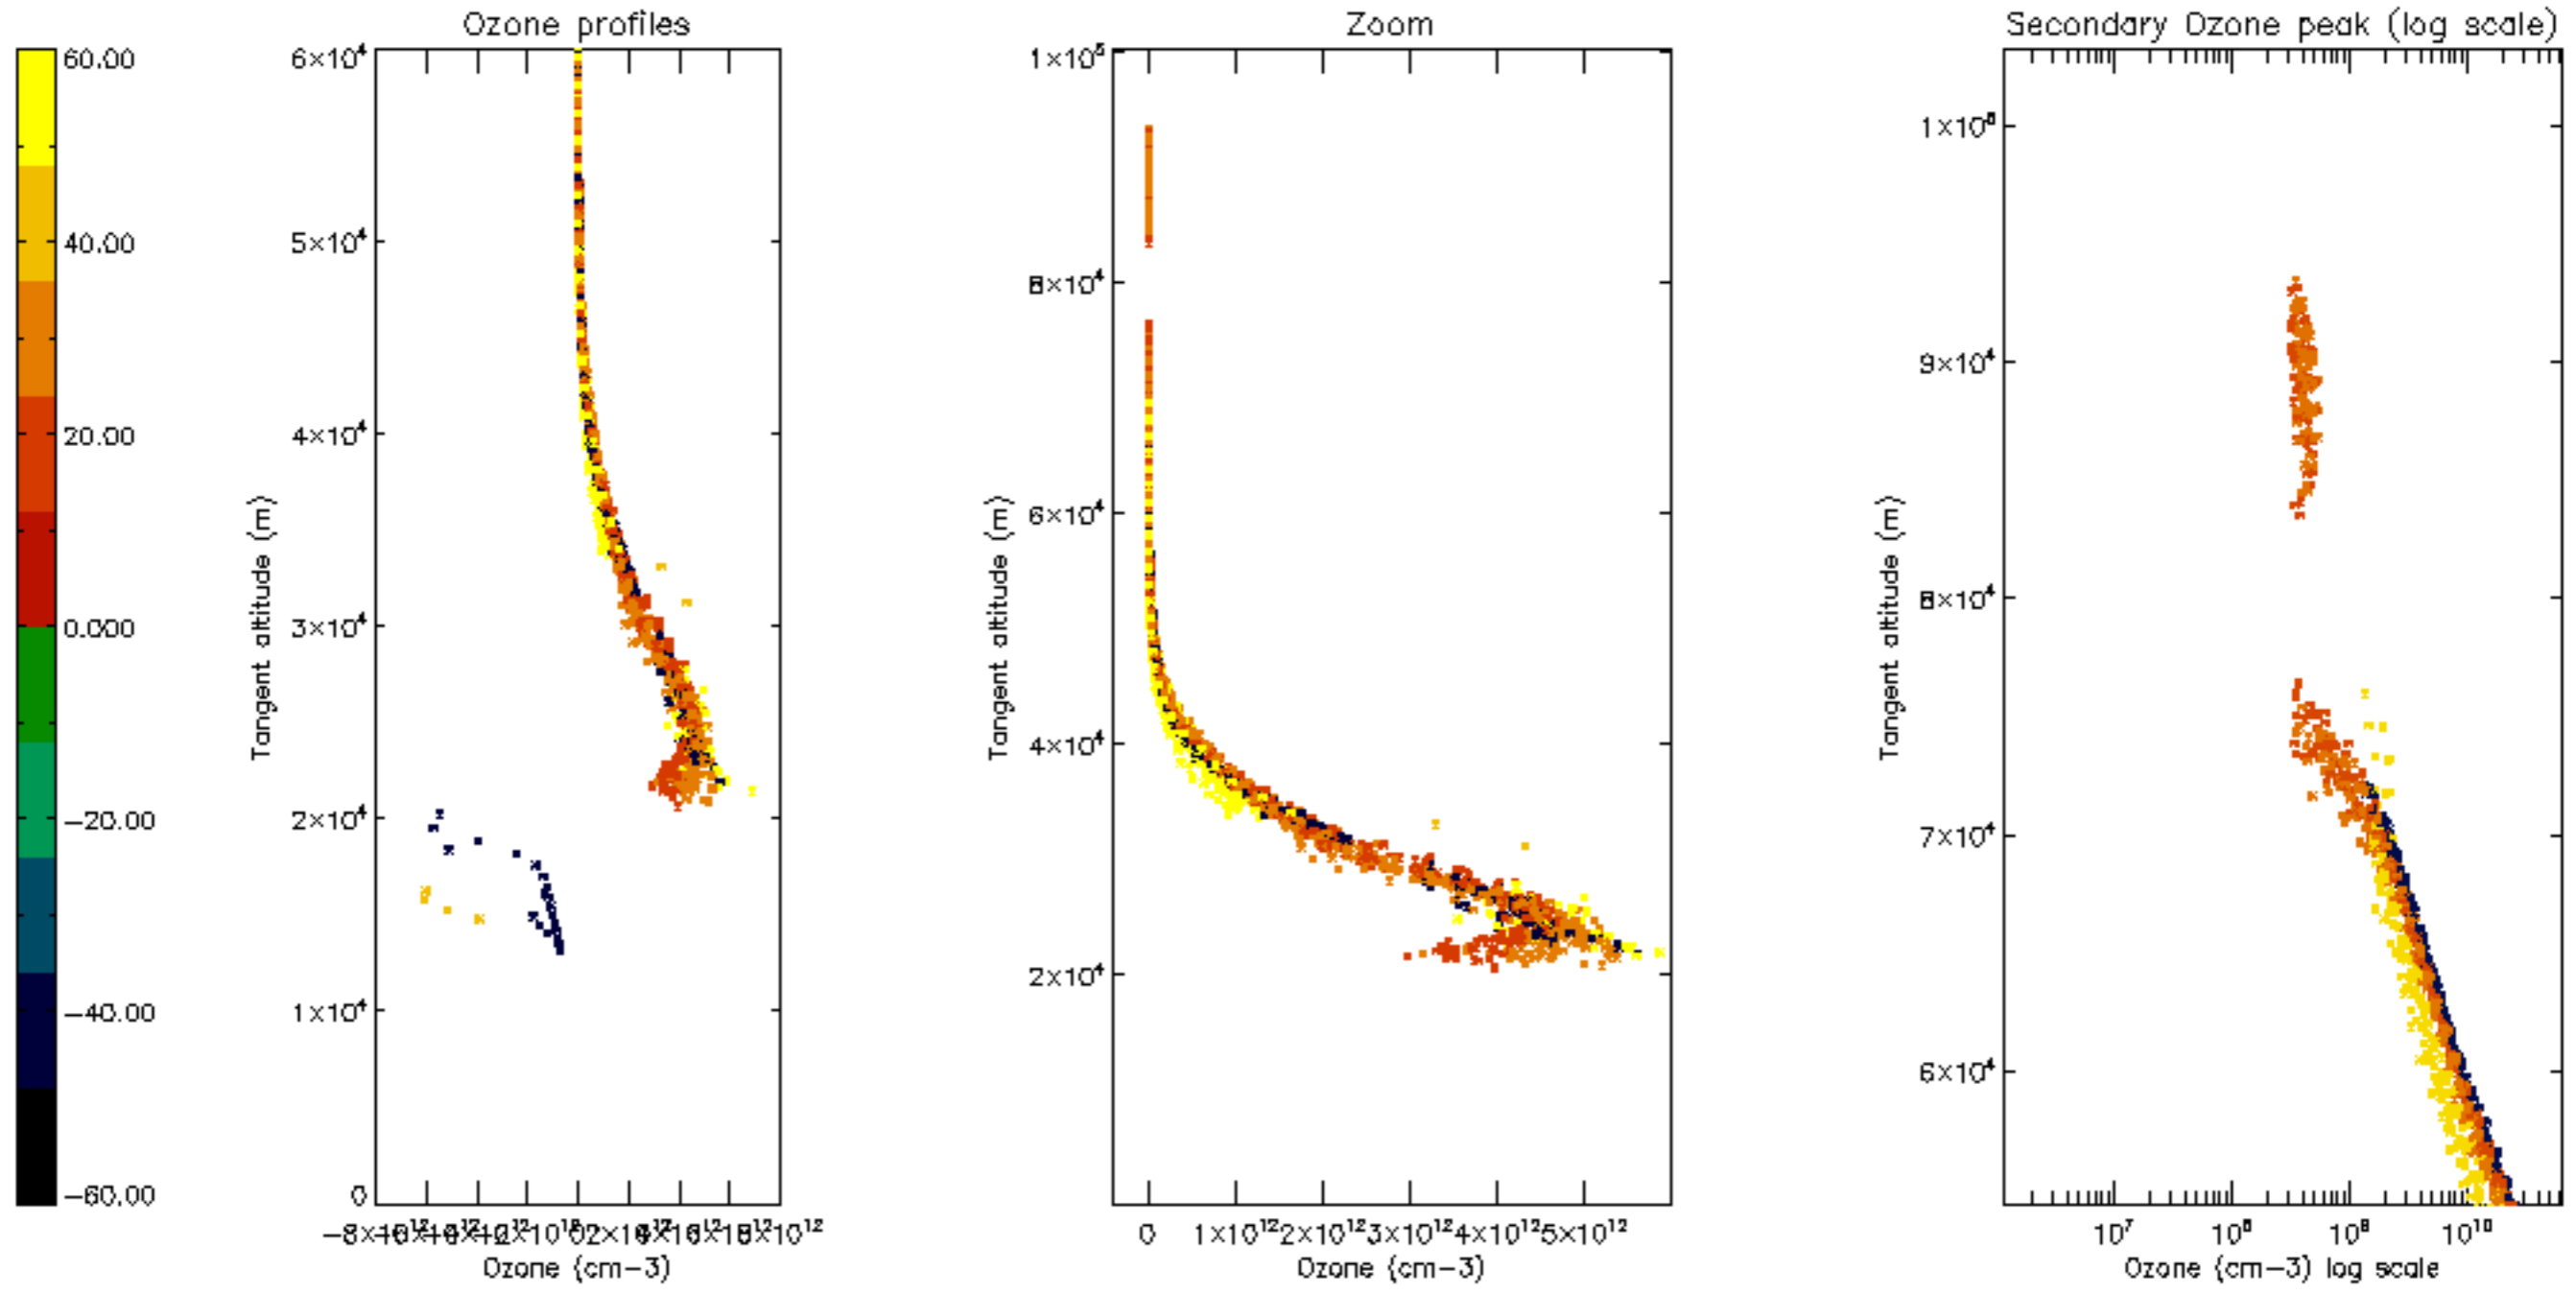 Ozone profiles
Zoom
Secondary Ozone peak (log scale)
60.00
40.00
20.00
0.000
−20.00
−40.00
−60.00
6×10⁴
5×10⁴
4×10⁴
3×10⁴
2×10⁴
1×10⁴
0
Tangent altitude (m)
Ozone (cm−3)
1×10⁵
8×10⁴
6×10⁴
4×10⁴
2×10⁴
Tangent altitude (m)
0 1×10¹² 2×10¹² 3×10¹² 4×10¹² 5×10¹²
Ozone (cm−3)
1×10⁵
9×10⁴
8×10⁴
7×10⁴
6×10⁴
Tangent altitude (m)
10⁷ 10⁸ 10⁹ 10¹⁰
Ozone (cm−3) log scale